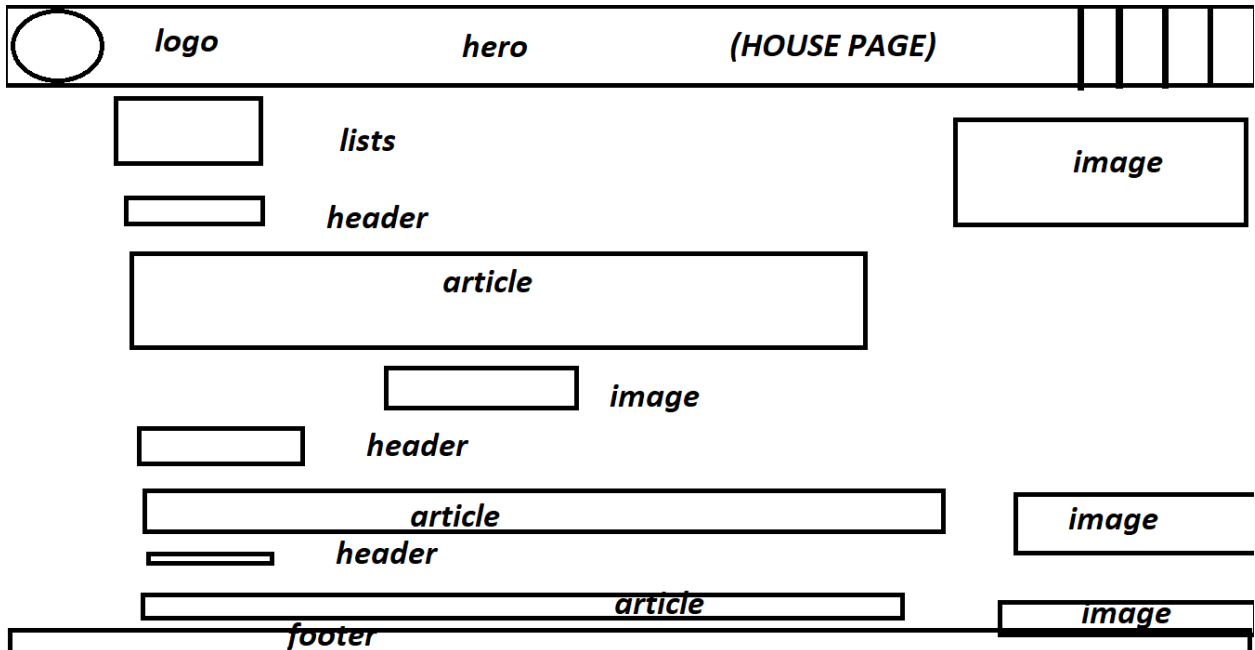 logo hero (HOUSE PAGE)
lists
image
header
article
image
header
article
image
header
article
image
footer